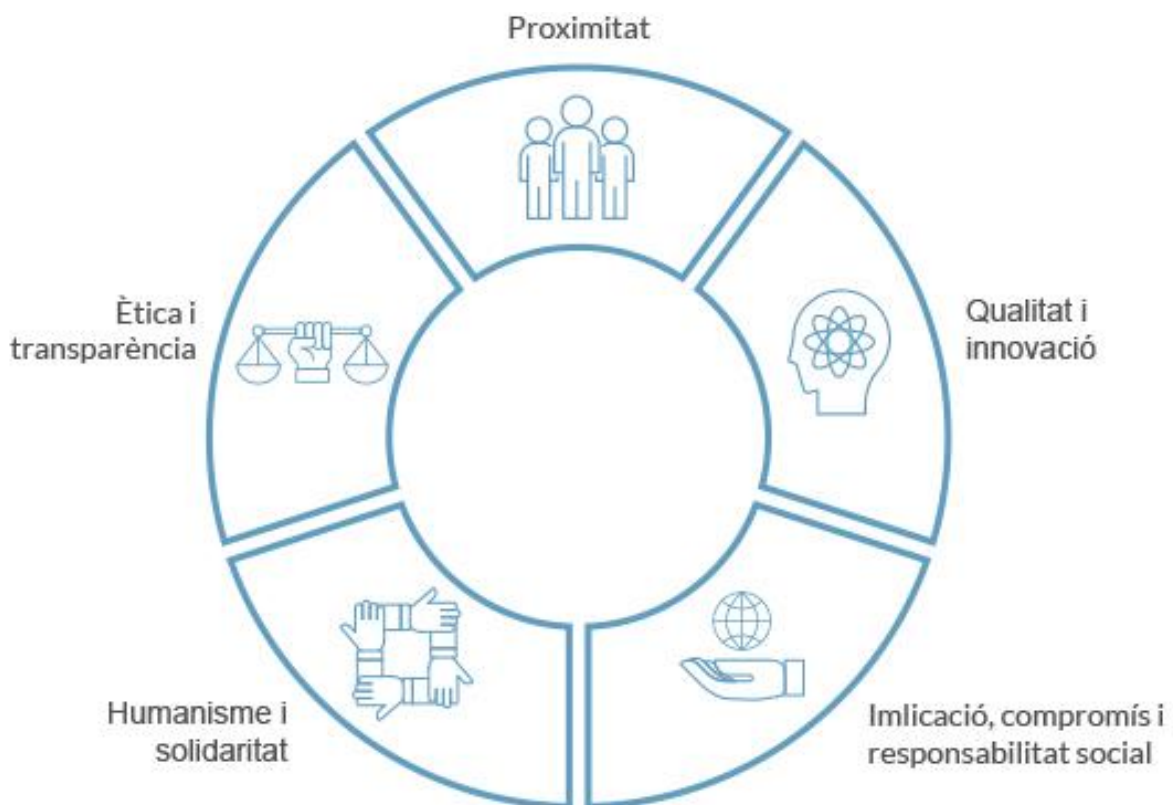 Proximitat
Ètica i
transparència
Qualitat i
innovació
Humanisme i
solidaritat
Imlicació, compromís i
responsabilitat social